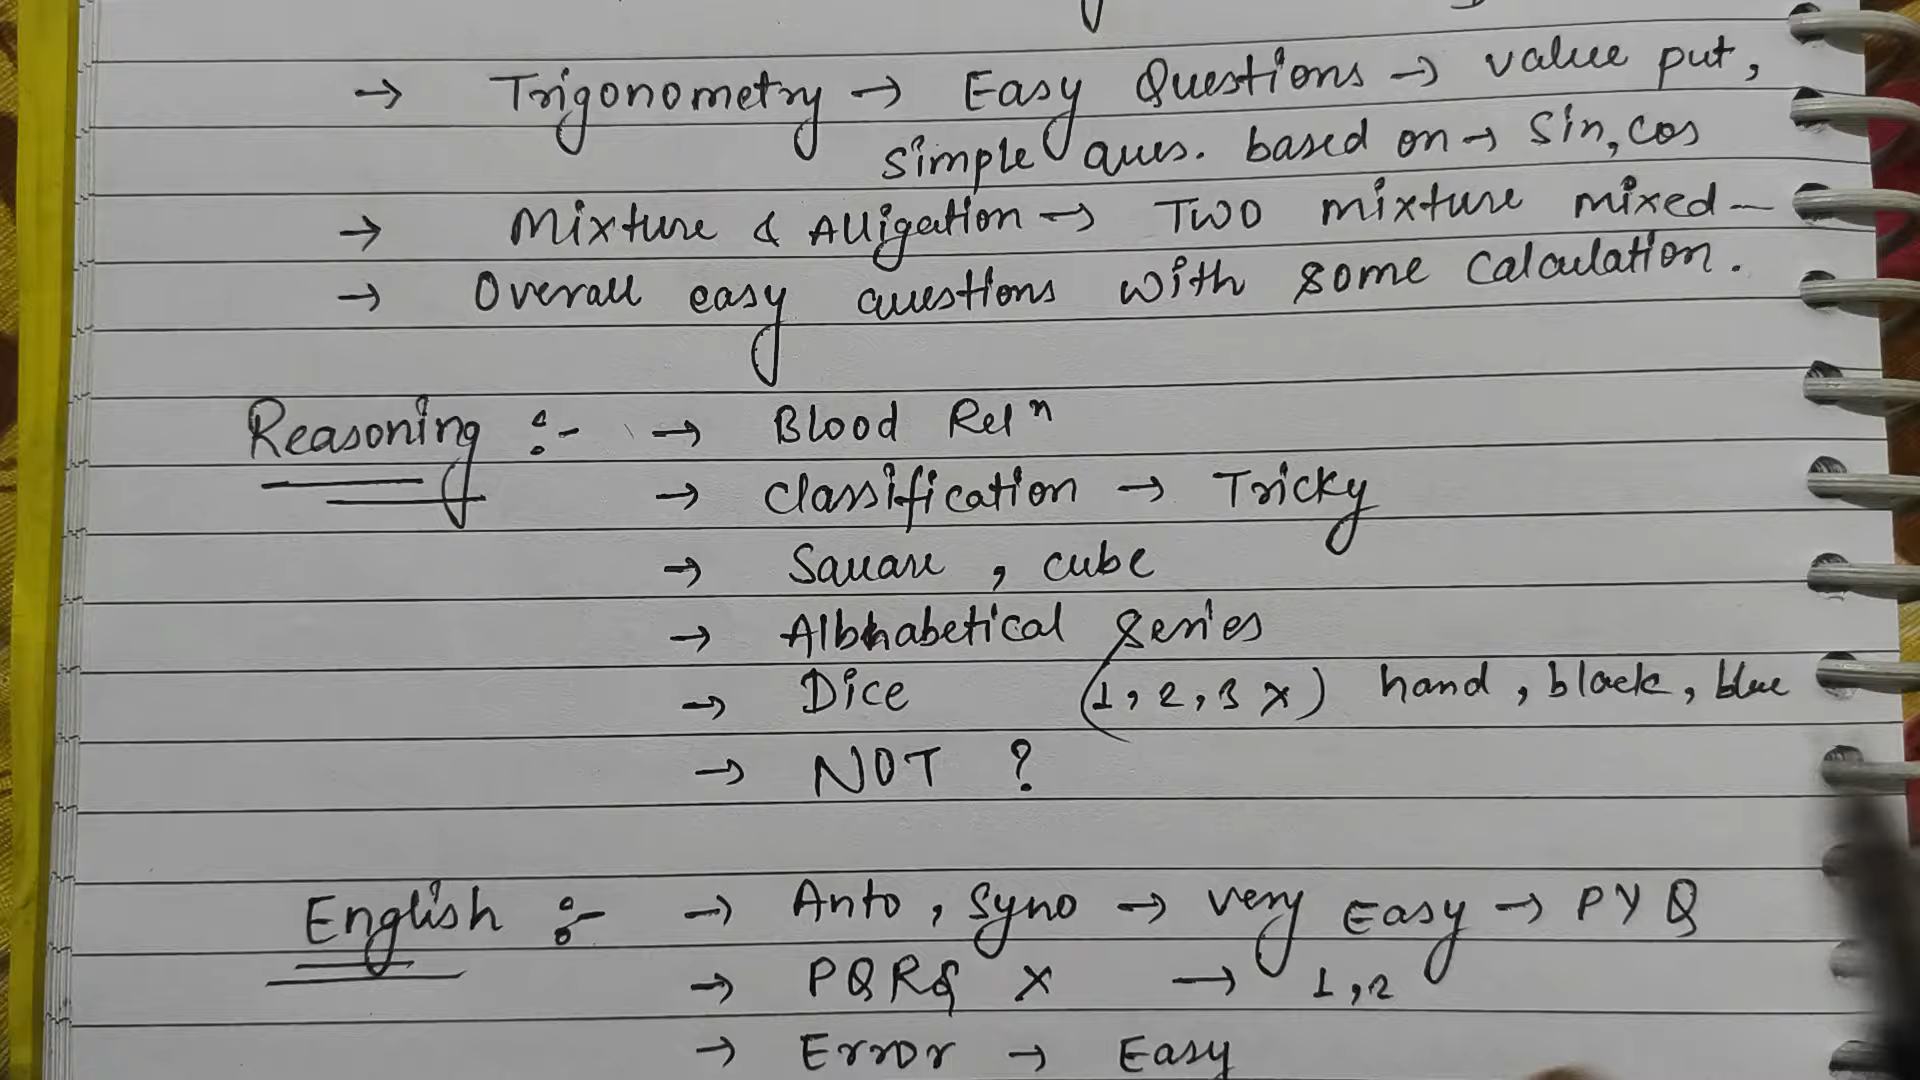 → Trigonometry → Easy Questions → value put,
simple ques. based on → Sin, cos
→ Mixture & Alligation → Two mixture mixed
→ Overall easy questions with some calculation.
Reasoning :- → Blood Relⁿ
→ Classification → Tricky
→ Square, cube
→ Alphabetical series
→ Dice (1, 2, 3 x) hand, black, blue
→ NOT ?
English :- → Anto, Syno → very Easy → PYQ
→ PQRS x → 1,2
→ Error → Easy